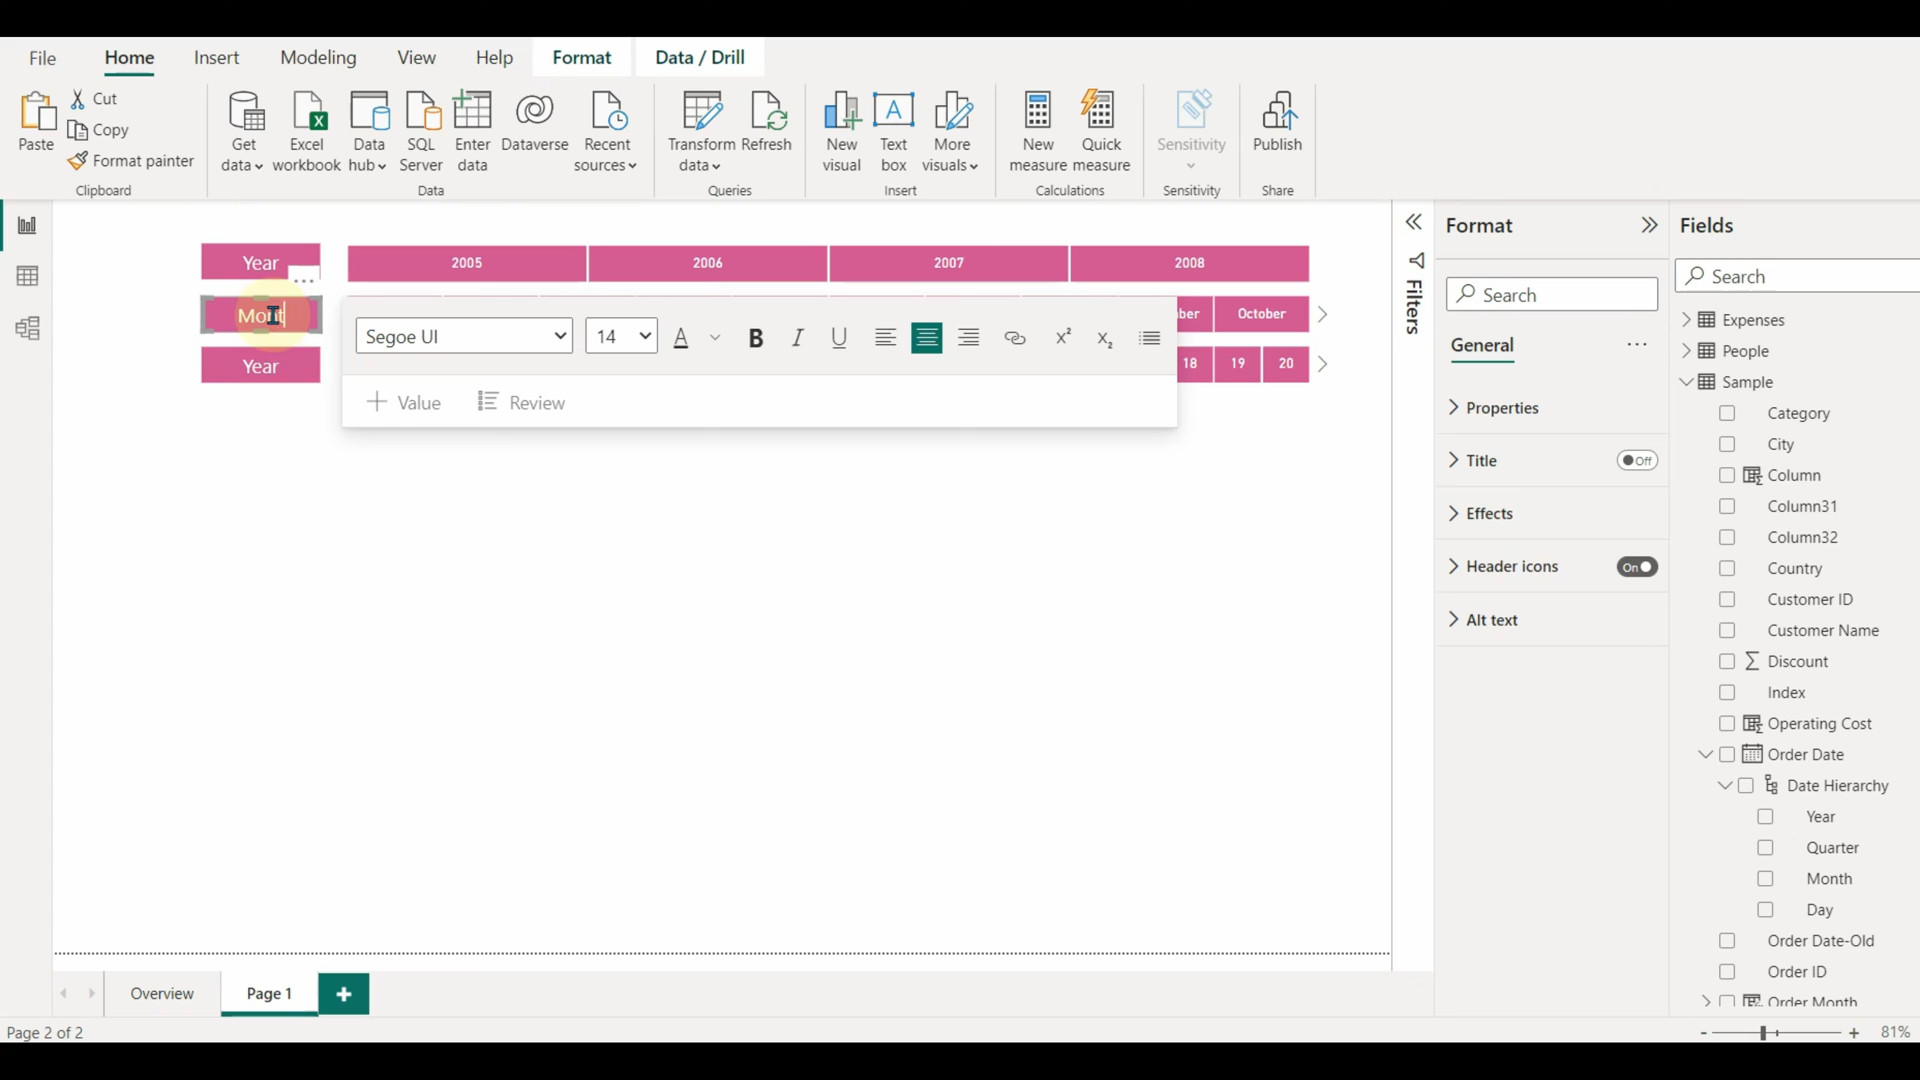 File Home Insert Modeling View Help Format Data / Drill
Paste
Cut
Copy
Format painter
Clipboard
Get data
Excel workbook
Data hub
SQL Server
Enter data
Dataverse
Recent sources
Data
Transform data
Refresh
Queries
New visual
Text box
More visuals
Insert
New measure
Quick measure
Calculations
Sensitivity
Sensitivity
Publish
Share
Year 2005 2006 2007 2008
Mont
October
Year 18 19 20
Segoe UI 14 A B I U
Value Review
Filters
Format
Search
General
Properties
Title Off
Effects
Header icons On
Alt text
Fields
Search
Expenses
People
Sample
Category
City
Column
Column31
Column32
Country
Customer ID
Customer Name
Discount
Index
Operating Cost
Order Date
Date Hierarchy
Year
Quarter
Month
Day
Order Date-Old
Order ID
Order Month
Overview Page 1
Page 2 of 2
81%